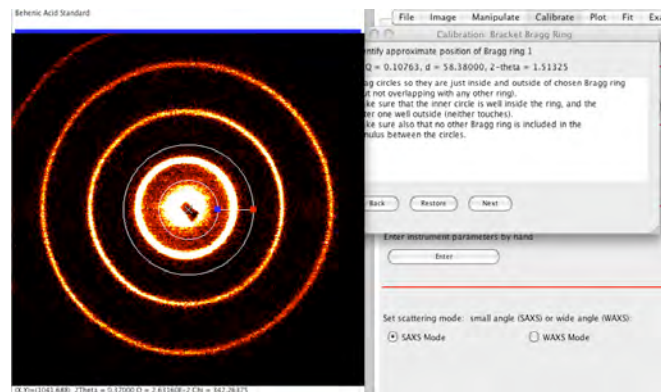 Behenic Acid Standard
File Image Manipulate Calibrate Plot Fit
Calibration: Bracket Bragg Ring
ntify approximate position of Bragg ring 1
Q = 0.10763, d = 58.38000, 2-theta = 1.51325
ag circles so they are just inside and outside of chosen Bragg ring
ut not overlapping with any other ring).
ke sure that the inner circle is well inside the ring, and the
ter one well outside (neither touches).
ke sure also that no other Bragg ring is included in the
nulus between the circles.
Back Restore Next
Enter instrument parameters by hand
Enter
Set scattering mode: small angle (SAXS) or wide angle (WAXS):
SAXS Mode WAXS Mode